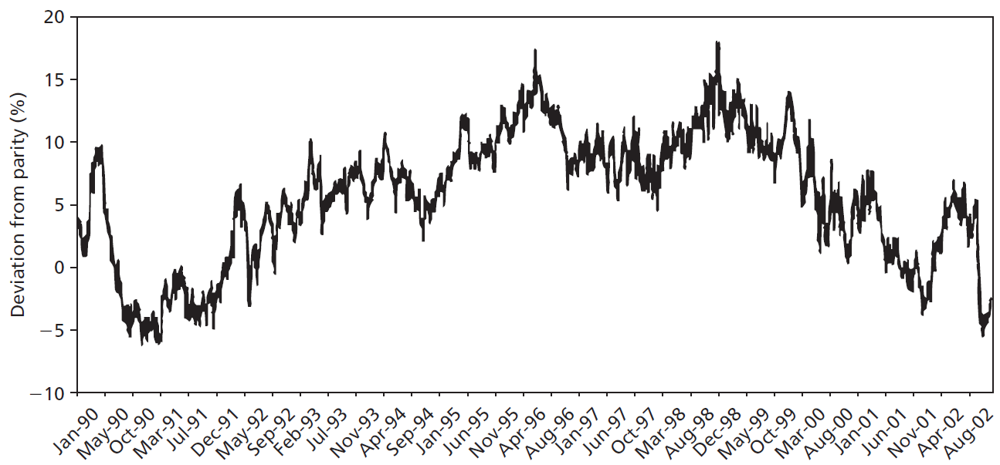 20
15
10
5
0
−5
−10
Deviation from parity (%)
Jan-90
May-90
Oct-90
Mar-91
Jul-91
Dec-91
May-92
Sep-92
Feb-93
Jul-93
Nov-93
Apr-94
Sep-94
Jan-95
Jun-95
Nov-95
Apr-96
Aug-96
Jan-97
Jun-97
Oct-97
Mar-98
Aug-98
Dec-98
May-99
Oct-99
Mar-00
Aug-00
Jan-01
Jun-01
Nov-01
Apr-02
Aug-02